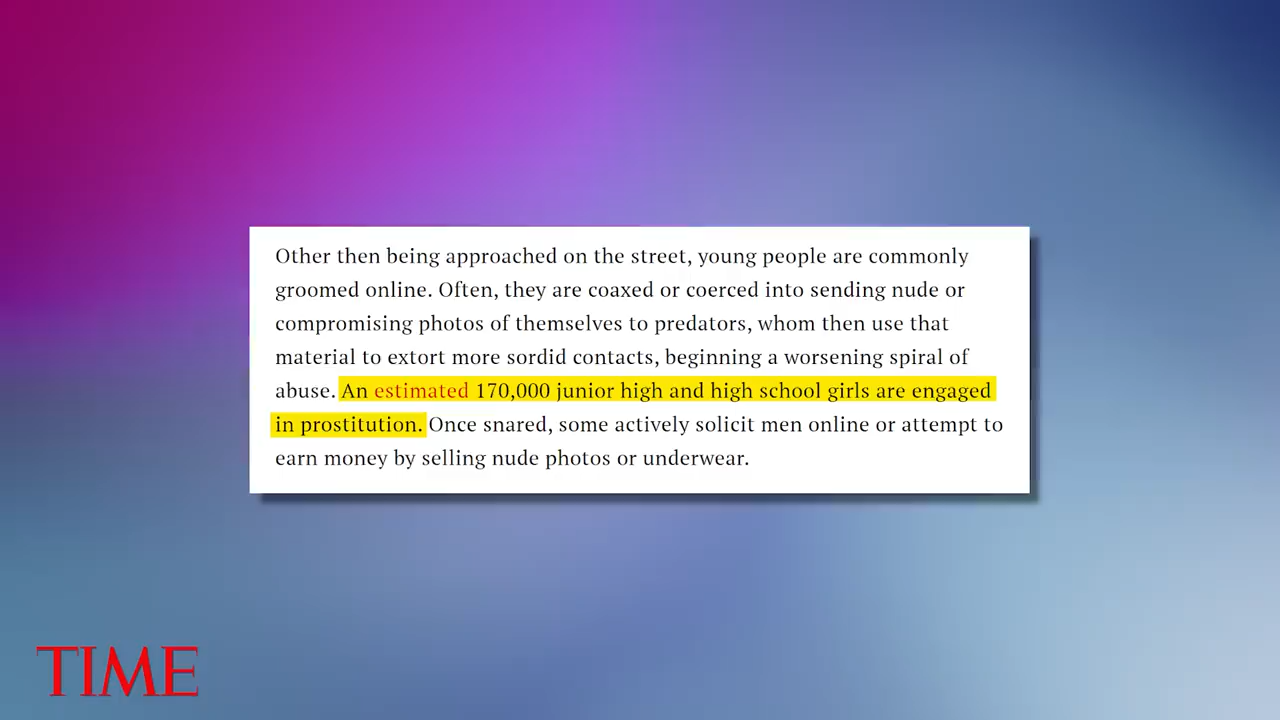 Other then being approached on the street, young people are commonly
groomed online. Often, they are coaxed or coerced into sending nude or
compromising photos of themselves to predators, whom then use that
material to extort more sordid contacts, beginning a worsening spiral of
abuse. An estimated 170,000 junior high and high school girls are engaged
in prostitution. Once snared, some actively solicit men online or attempt to
earn money by selling nude photos or underwear.
TIME